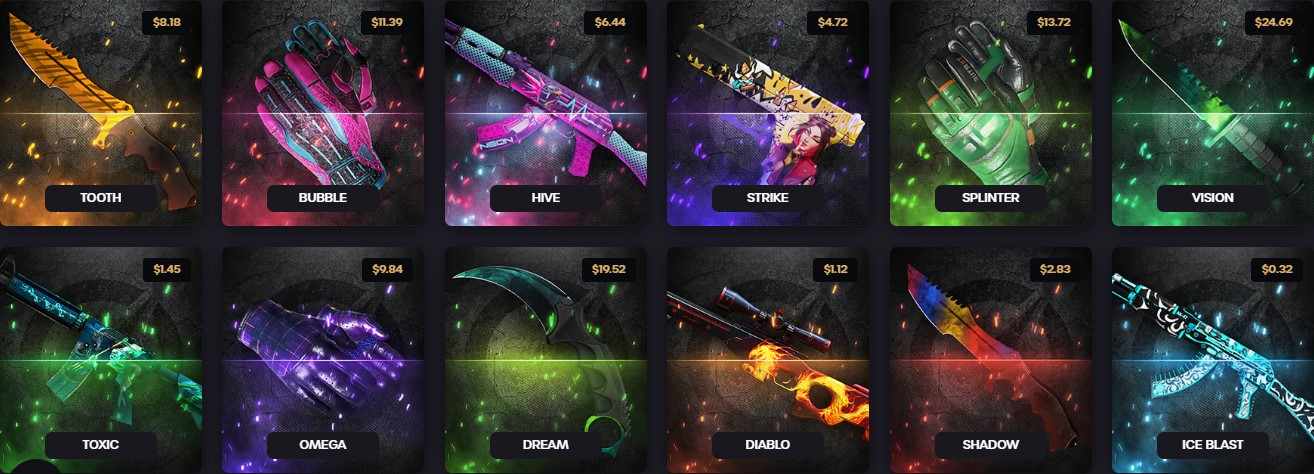 $8.18
$11.39
$6.44
$4.72
$13.72
$24.69
TOOTH
BUBBLE
HIVE
STRIKE
SPLINTER
VISION
$1.45
$9.84
$19.52
$1.12
$2.83
$0.32
TOXIC
OMEGA
DREAM
DIABLO
SHADOW
ICE BLAST